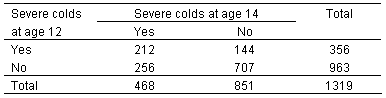 Severe colds Severe colds at age 14 Total
at age 12 Yes No
Yes 212 144 356
No 256 707 963
Total 468 851 1319